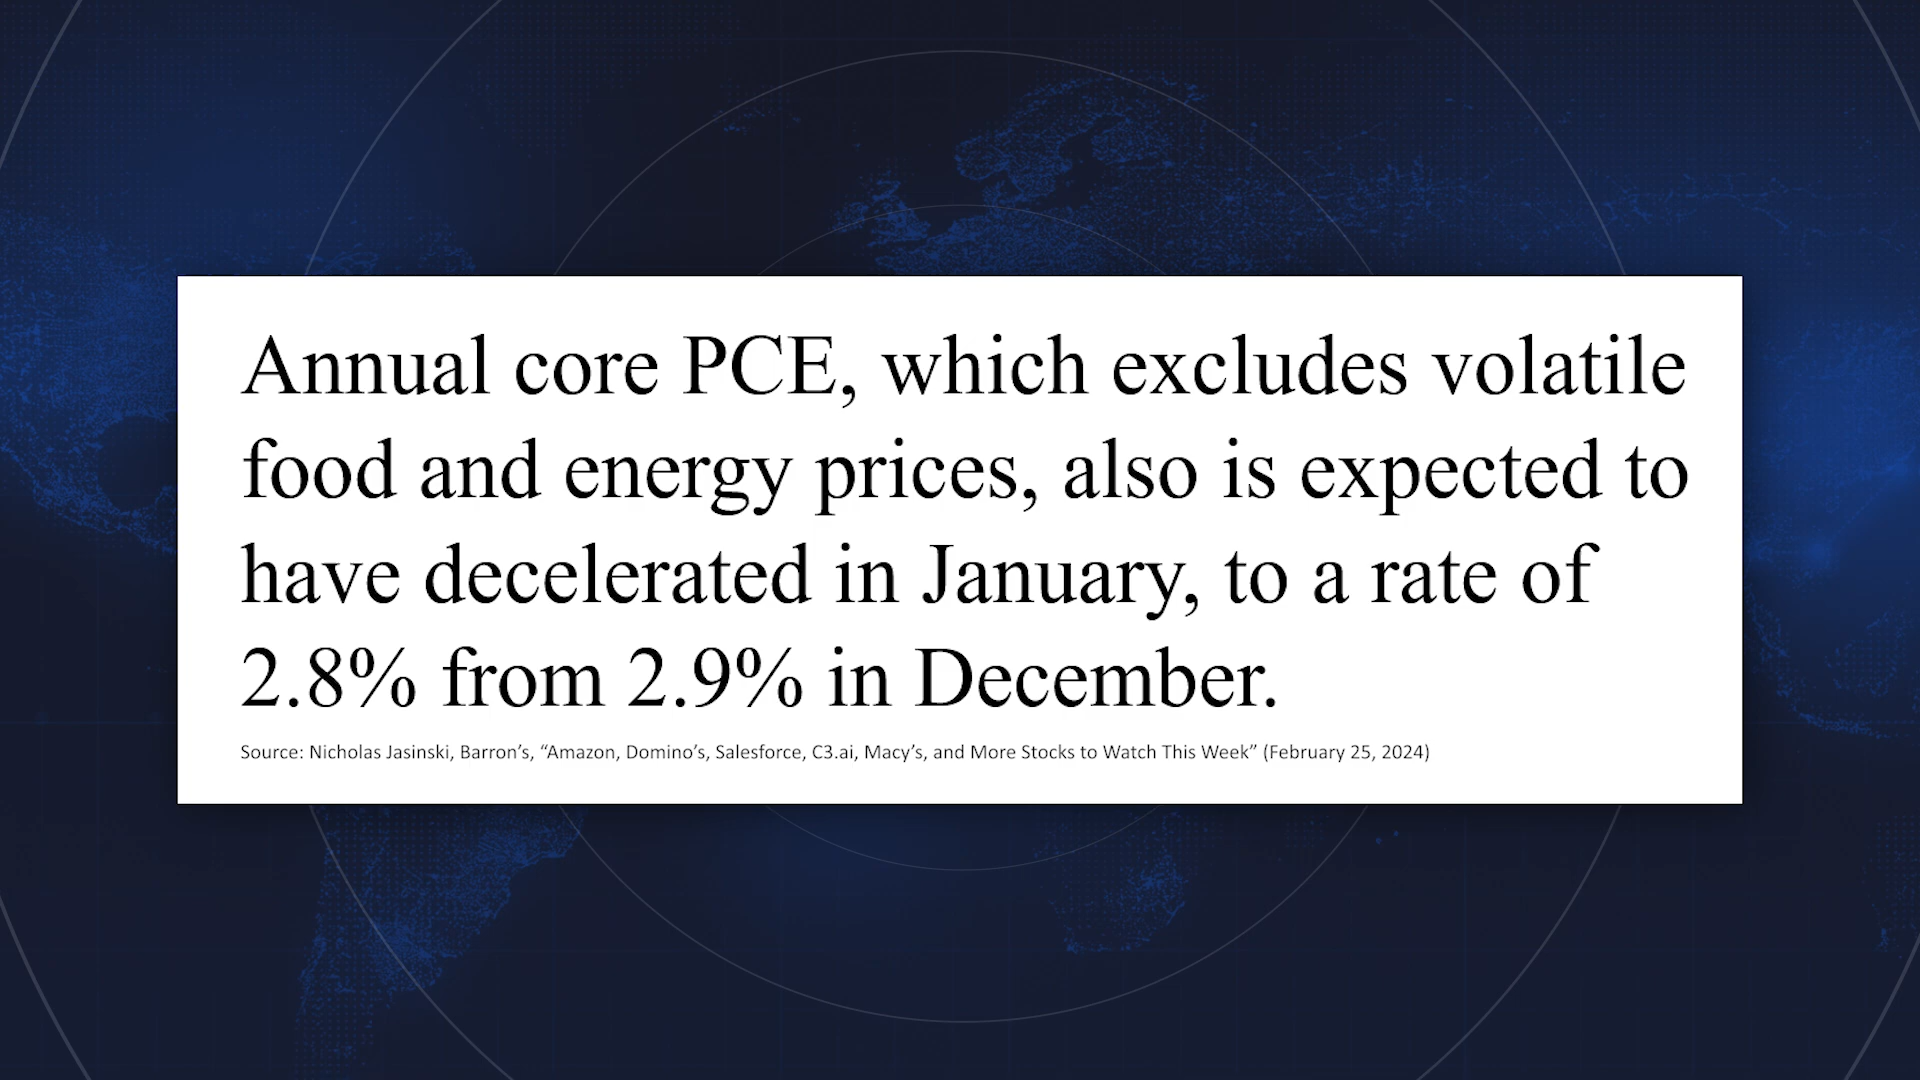 Annual core PCE, which excludes volatile
food and energy prices, also is expected to
have decelerated in January, to a rate of
2.8% from 2.9% in December.
Source: Nicholas Jasinski, Barron’s, “Amazon, Domino’s, Salesforce, C3.ai, Macy’s, and More Stocks to Watch This Week” (February 25, 2024)